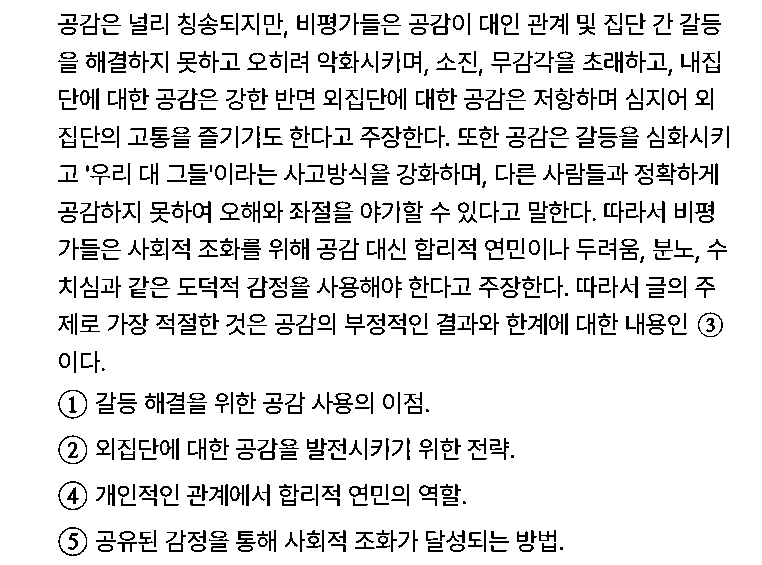 공감은 널리 칭송되지만, 비평가들은 공감이 대인 관계 및 집단 간 갈등
을 해결하지 못하고 오히려 악화시키며, 소진, 무감각을 초래하고, 내집
단에 대한 공감은 강한 반면 외집단에 대한 공감은 저항하며 심지어 외
집단의 고통을 즐기기도 한다고 주장한다. 또한 공감은 갈등을 심화시키
고 '우리 대 그들'이라는 사고방식을 강화하며, 다른 사람들과 정확하게
공감하지 못하여 오해와 좌절을 야기할 수 있다고 말한다. 따라서 비평
가들은 사회적 조화를 위해 공감 대신 합리적 연민이나 두려움, 분노, 수
치심과 같은 도덕적 감정을 사용해야 한다고 주장한다. 따라서 글의 주
제로 가장 적절한 것은 공감의 부정적인 결과와 한계에 대한 내용인 ③
이다.
① 갈등 해결을 위한 공감 사용의 이점.
② 외집단에 대한 공감을 발전시키기 위한 전략.
④ 개인적인 관계에서 합리적 연민의 역할.
⑤ 공유된 감정을 통해 사회적 조화가 달성되는 방법.